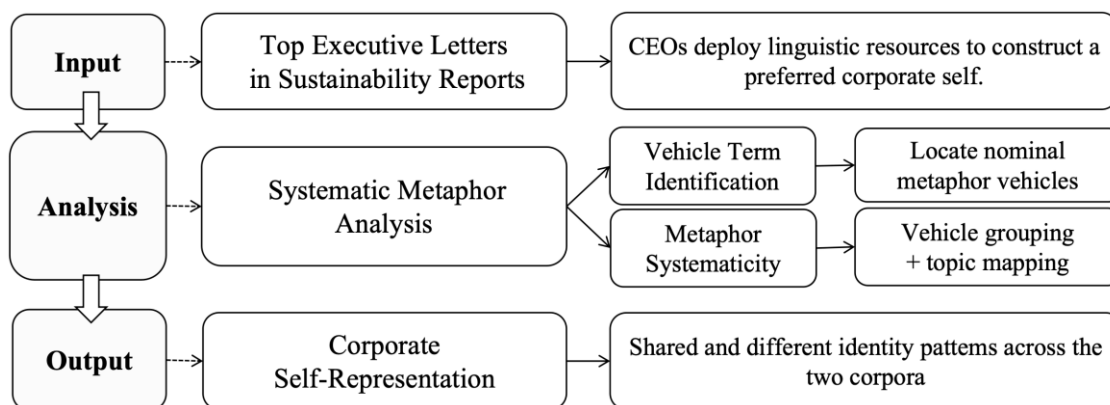 Input
Top Executive Letters
in Sustainability Reports
CEOs deploy linguistic resources to construct a
preferred corporate self.
Analysis
Systematic Metaphor
Analysis
Vehicle Term
Identification
Locate nominal
metaphor vehicles
Metaphor
Systematicity
Vehicle grouping
+ topic mapping
Output
Corporate
Self-Representation
Shared and different identity pattems across the
two corpora